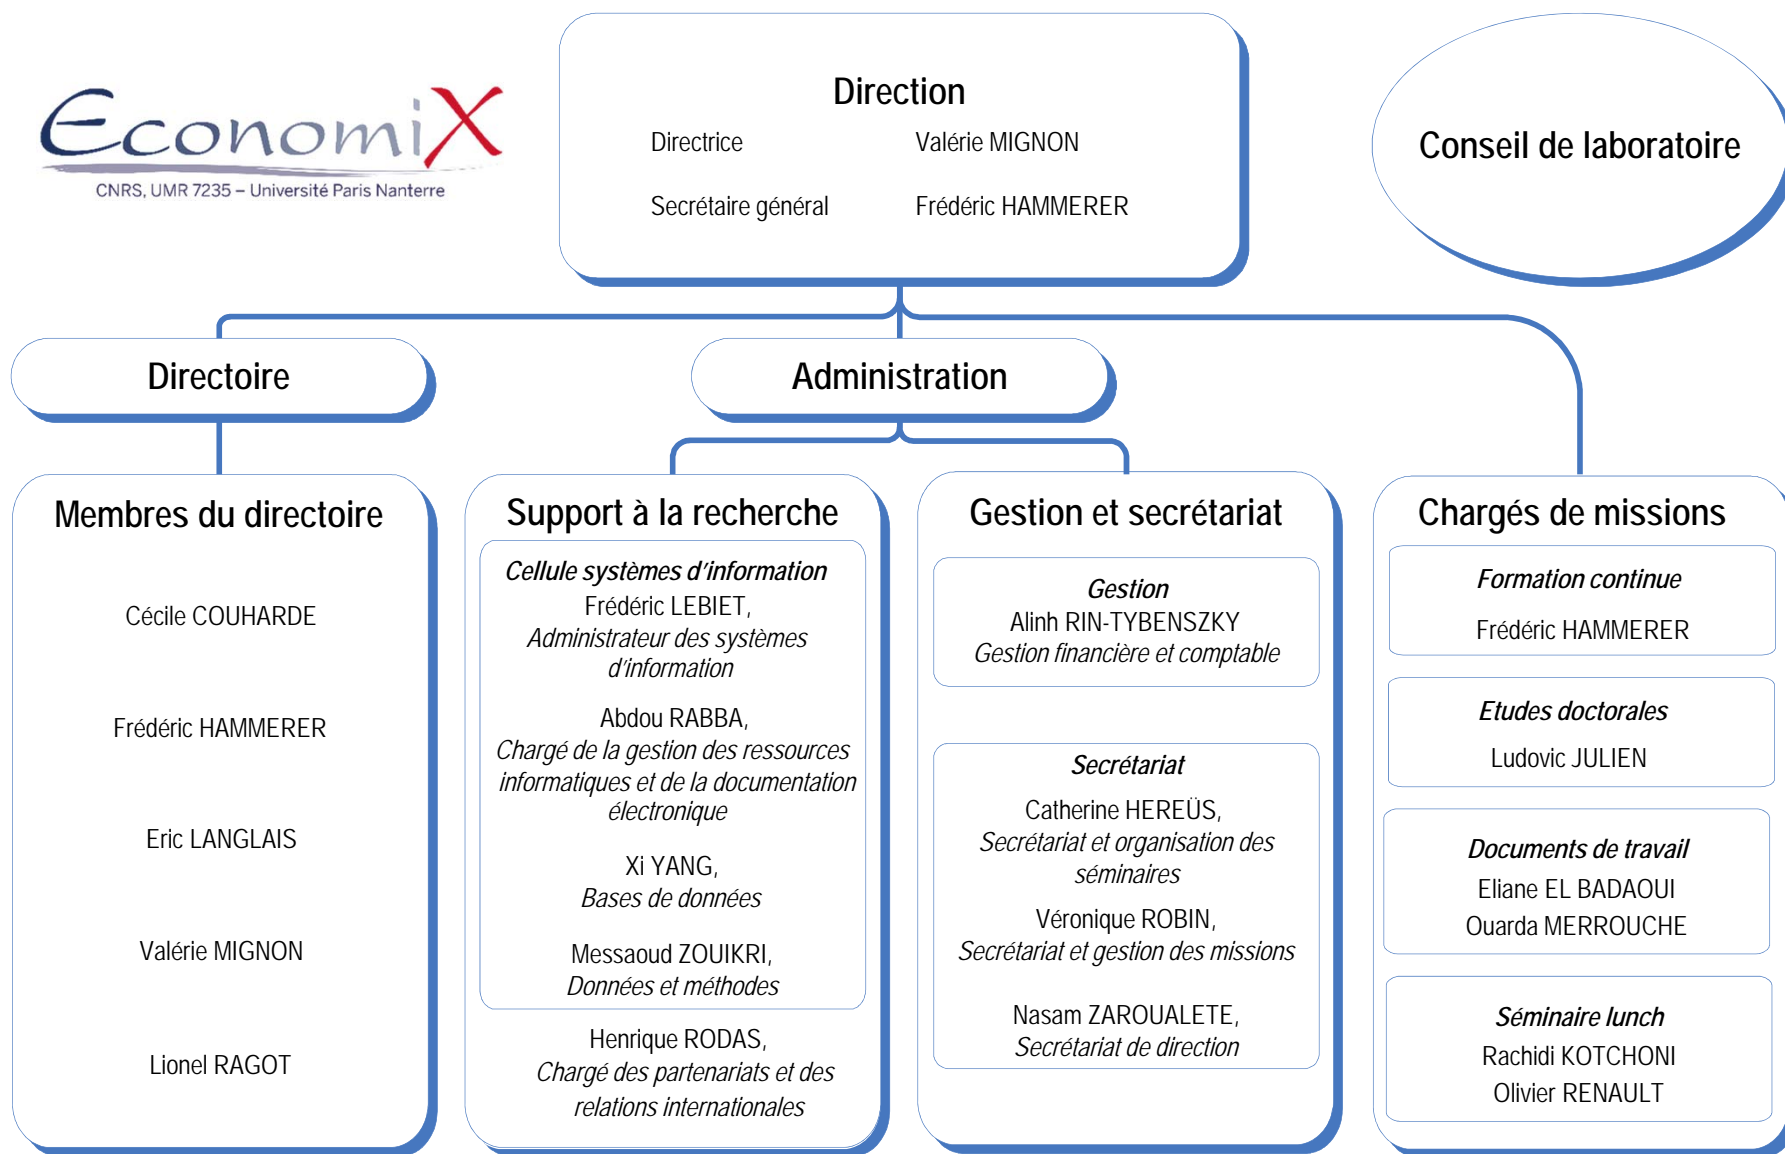 EconomiX
CNRS, UMR 7235 – Université Paris Nanterre
Direction
Directrice Valérie MIGNON
Secrétaire général Frédéric HAMMERER
Conseil de laboratoire
Directoire
Administration
Membres du directoire
Cécile COUHARDE
Frédéric HAMMERER
Eric LANGLAIS
Valérie MIGNON
Lionel RAGOT
Support à la recherche
Cellule systèmes d'information
Frédéric LEBIET,
Administrateur des systèmes
d'information
Abdou RABBA,
Chargé de la gestion des ressources
informatiques et de la documentation
électronique
Xi YANG,
Bases de données
Messaoud ZOUIKRI,
Données et méthodes
Henrique RODAS,
Chargé des partenariats et des
relations internationales
Gestion et secrétariat
Gestion
Alinh RIN-TYBENSZKY
Gestion financière et comptable
Secrétariat
Catherine HEREÜS,
Secrétariat et organisation des
séminaires
Véronique ROBIN,
Secrétariat et gestion des missions
Nasam ZAROUALETE,
Secrétariat de direction
Chargés de missions
Formation continue
Frédéric HAMMERER
Etudes doctorales
Ludovic JULIEN
Documents de travail
Eliane EL BADAOUI
Ouarda MERROUCHE
Séminaire lunch
Rachidi KOTCHONI
Olivier RENAULT